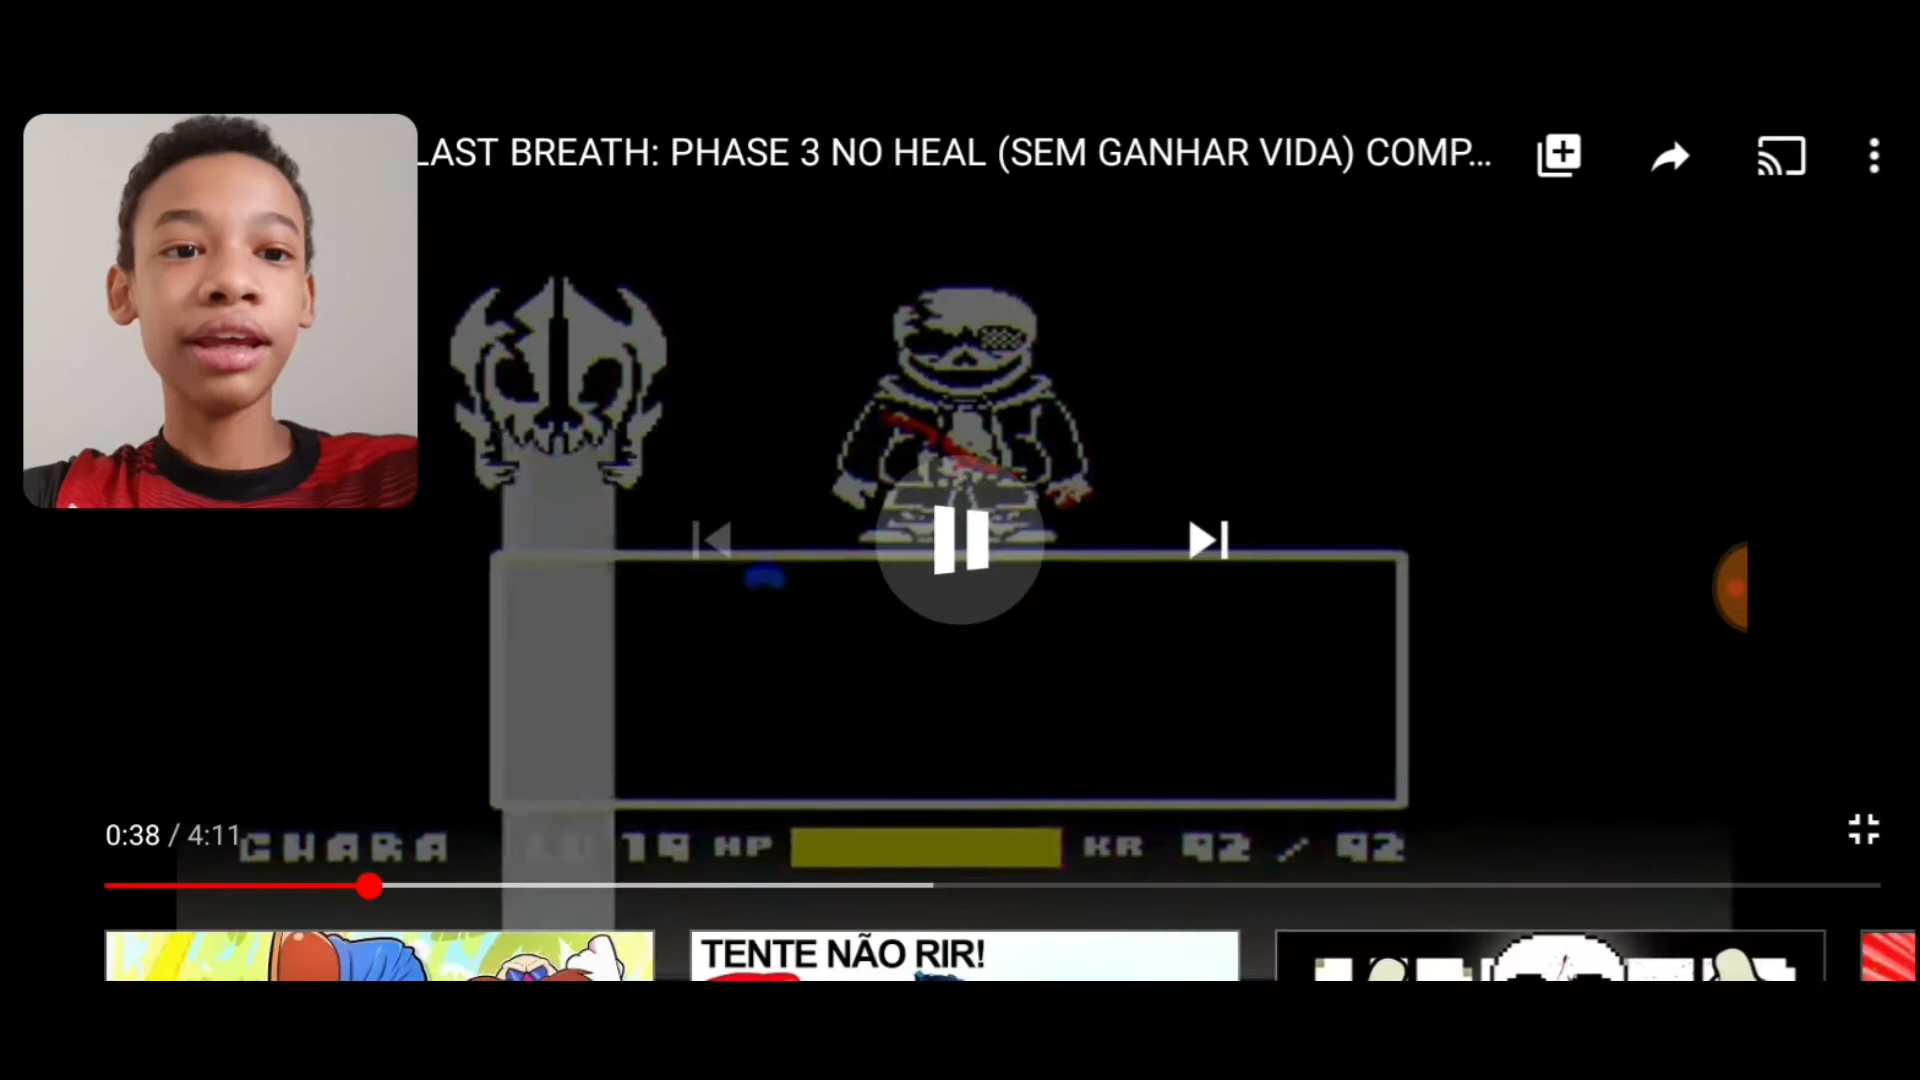 LAST BREATH: PHASE 3 NO HEAL (SEM GANHAR VIDA) COMP...
0:38 / 4:11
CHARA LV 19 HP KR 92 / 92
TENTE NÃO RIR!